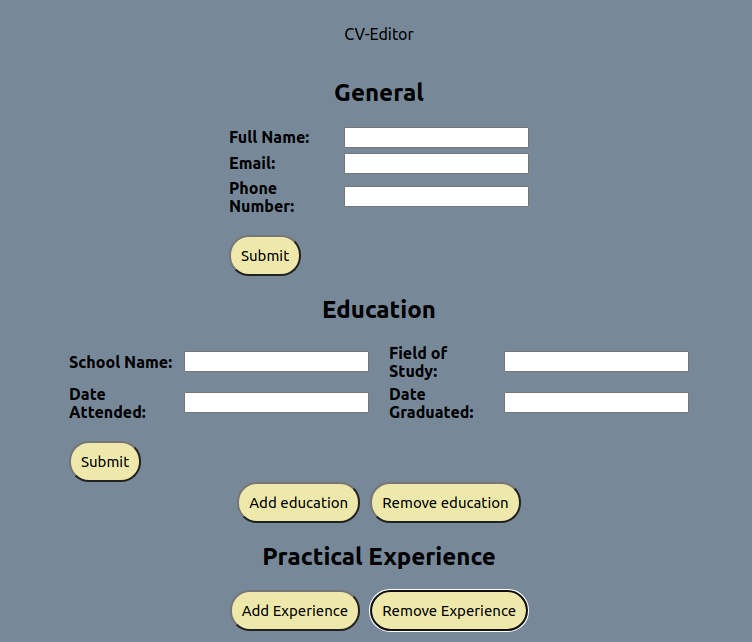 CV-Editor
General
Full Name:
Email:
Phone
Number:
Submit
Education
School Name:
Field of
Study:
Date
Attended:
Date
Graduated:
Submit
Add education
Remove education
Practical Experience
Add Experience
Remove Experience